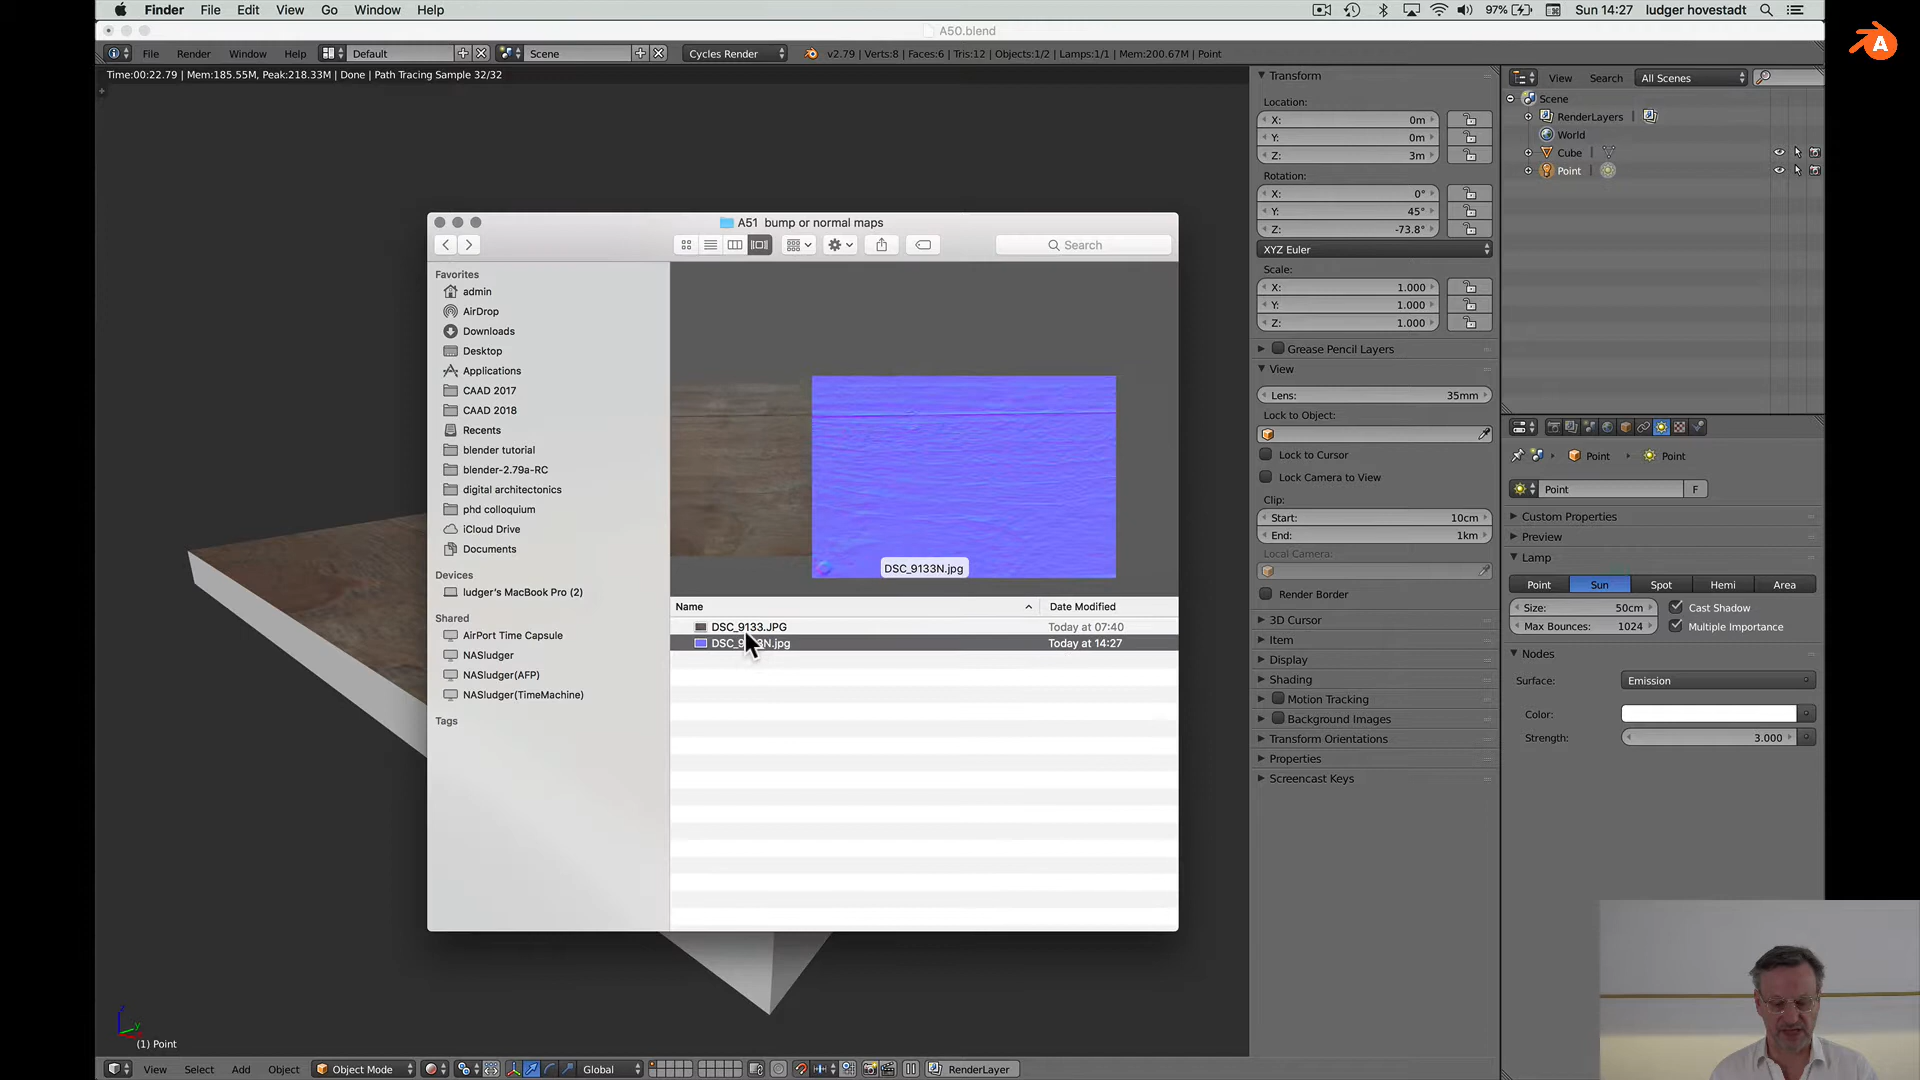 Finder File Edit View Go Window Help
97% Sun 14:27 ludger hovestadt
A50.blend
File Render Window Help Default Scene Cycles Render v2.79 | Verts:8 | Faces:6 | Tris:12 | Objects:1/2 | Lamps:1/1 | Mem:200.67M | Point
Time:00:22.79 | Mem:185.55M, Peak:218.33M | Done | Path Tracing Sample 32/32
A
A51 bump or normal maps
Search
Favorites
admin
AirDrop
Downloads
Desktop
Applications
CAAD 2017
CAAD 2018
Recents
blender tutorial
blender-2.79a-RC
digital architectonics
phd colloquium
iCloud Drive
Documents
Devices
ludger's MacBook Pro (2)
Shared
AirPort Time Capsule
NASludger
NASludger(AFP)
NASludger(TimeMachine)
Tags
DSC_9133N.jpg
Name Date Modified
DSC_9133.JPG Today at 07:40
Today at 14:27
Transform
Location:
X: 0m
Y: 0m
Z: 3m
Rotation:
X: 0°
Y: 45°
Z: -73.8°
XYZ Euler
Scale:
X: 1.000
Y: 1.000
Z: 1.000
Grease Pencil Layers
View
Lens: 35mm
Lock to Object:
Lock to Cursor
Lock Camera to View
Clip:
Start: 10cm
End: 1km
Local Camera:
Render Border
3D Cursor
Item
Display
Shading
Motion Tracking
Background Images
Transform Orientations
Properties
Screencast Keys
View Search All Scenes
Scene
RenderLayers
World
Cube
Point
Point Point
Point F
Custom Properties
Preview
Lamp
Point Sun Spot Hemi Area
Size: 50cm Cast Shadow
Max Bounces: 1024 Multiple Importance
Nodes
Surface: Emission
Color:
Strength: 3.000
z
y
(1) Point
View Select Add Object Object Mode Global RenderLayer